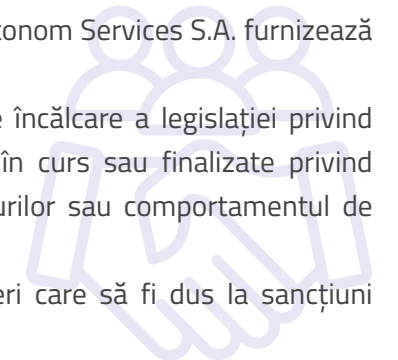 tonom Services S.A. furnizează
e încălcare a legislației privind
în curs sau finalizate privind
urilor sau comportamentul de
eri care să fi dus la sancțiuni